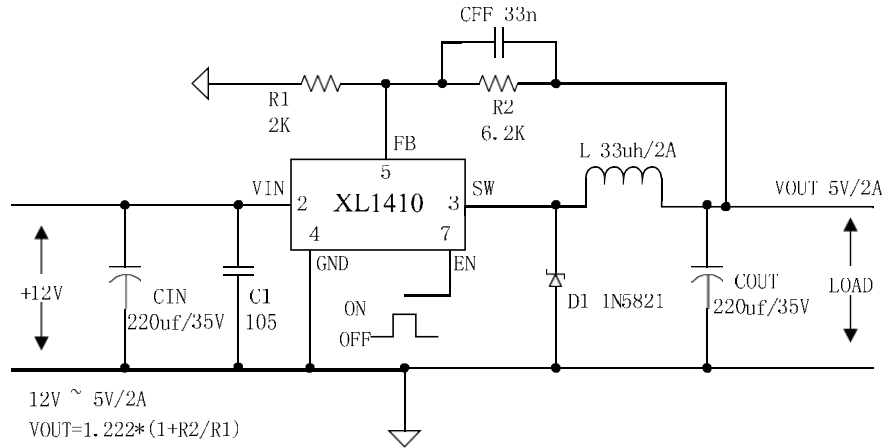 CFF 33n
R1
2K
R2
6.2K
FB
5
L 33uh/2A
VIN
SW
VOUT 5V/2A
2
XL1410
3
4
7
GND
EN
+12V
CIN
220uf/35V
C1
105
ON
OFF
D1 1N5821
COUT
220uf/35V
LOAD
12V ~ 5V/2A
VOUT=1.222*(1+R2/R1)